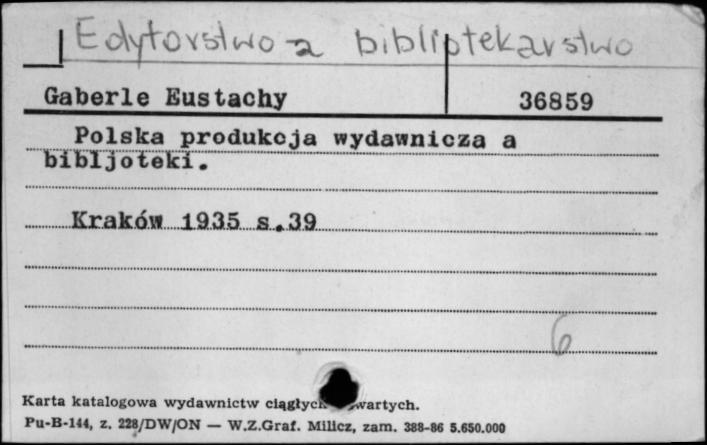 Edytorstwo a bibliotekarstwo
Gaberle Eustachy 36859
Polska produkcja wydawnicza a
bibljoteki.
Kraków 1935 s.39
6
Karta katalogowa wydawnictw ciągłych wartych.
Pu-B-144, z. 228/DW/ON — W.Z.Graf. Milicz, zam. 388-86 5.650.000